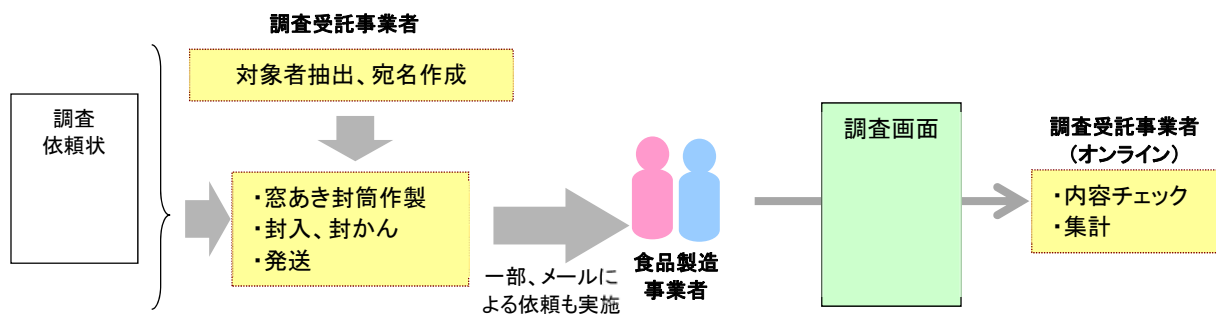 調査
依頼状
調査受託事業者
対象者抽出、宛名作成
・窓あき封筒作製
・封入、封かん
・発送
一部、メールに
よる依頼も実施
食品製造
事業者
調査画面
調査受託事業者
(オンライン)
・内容チェック
・集計